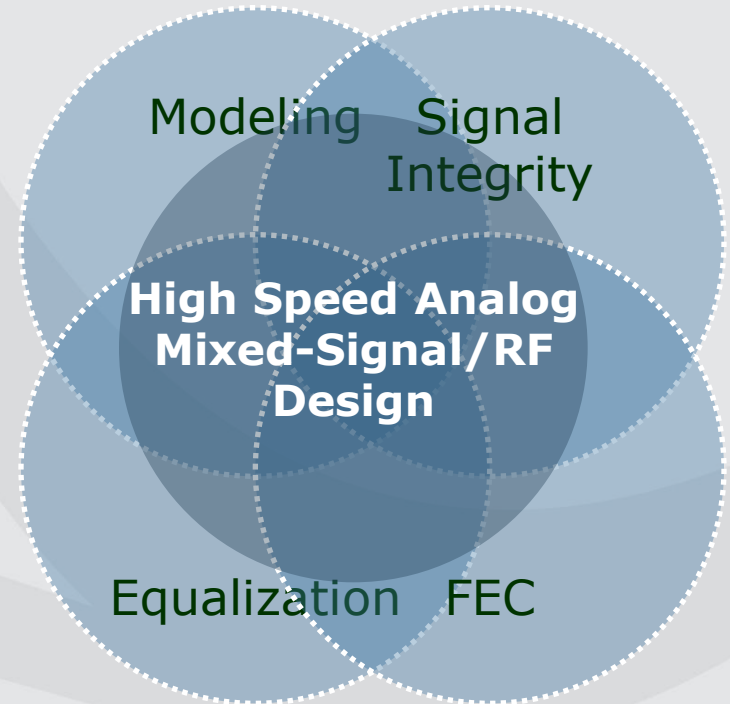 Modeling
Signal
Integrity
High Speed Analog
Mixed-Signal/RF
Design
Equalization
FEC